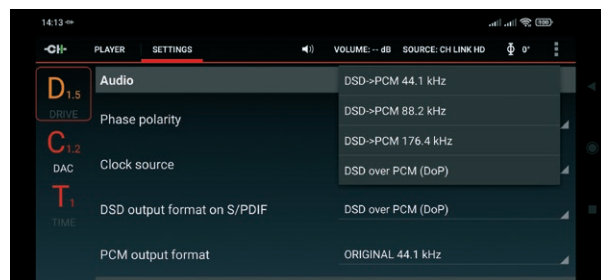 14:13
100
-CH- PLAYER SETTINGS VOLUME: -- dB SOURCE: CH LINK HD Φ 0°
D1.5
DRIVE
C1.2
DAC
T1
TIME
Audio
Phase polarity
Clock source
DSD output format on S/PDIF
PCM output format
DSD->PCM 44.1 kHz
DSD->PCM 88.2 kHz
DSD->PCM 176.4 kHz
DSD over PCM (DoP)
DSD over PCM (DoP)
ORIGINAL 44.1 kHz